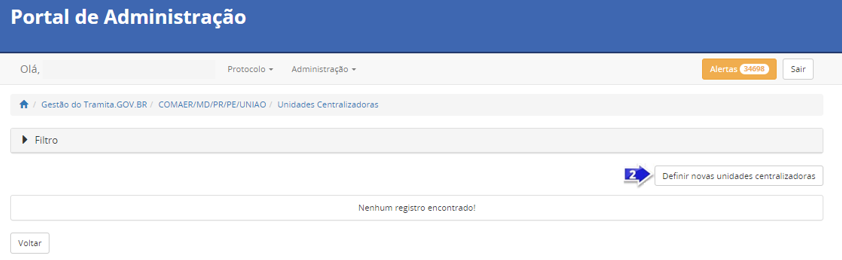 Portal de Administração
Olá, Protocolo Administração Alertas 34698 Sair
/ Gestão do Tramita.GOV.BR / COMAER/MD/PR/PE/UNIAO / Unidades Centralizadoras
Filtro
2 Definir novas unidades centralizadoras
Nenhum registro encontrado!
Voltar